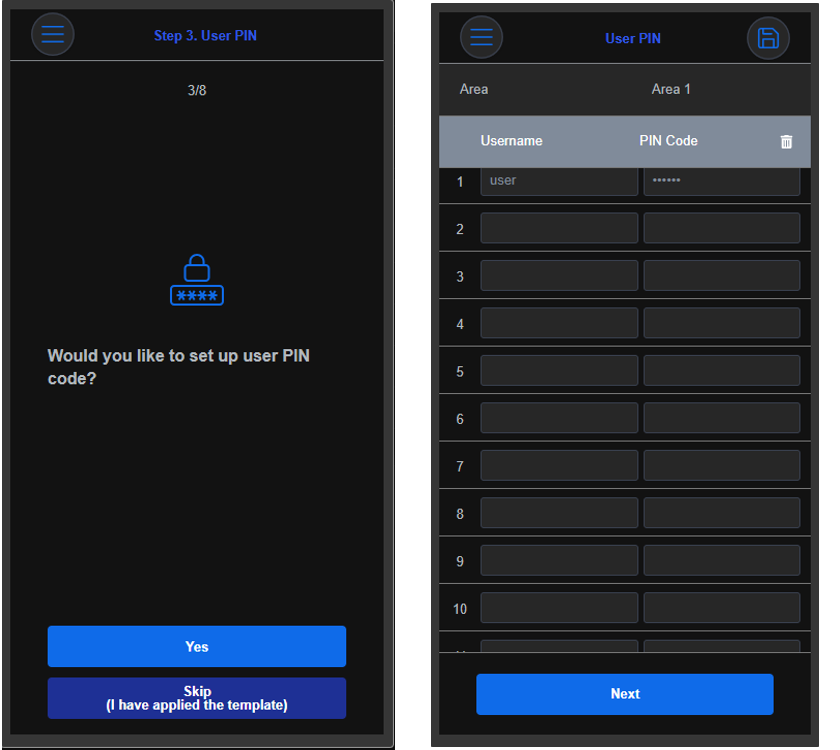 Step 3. User PIN
3/8
****
Would you like to set up user PIN
code?
Yes
Skip
(I have applied the template)
User PIN
Area Area 1
Username PIN Code
1 user ••••••
2
3
4
5
6
7
8
9
10
Next